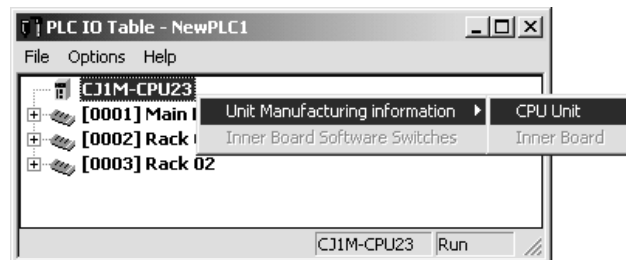 PLC IO Table - NewPLC1
File Options Help
CJ1M-CPU23
[0001] Main
Unit Manufacturing information CPU Unit
[0002] Rack
Inner Board Software Switches Inner Board
[0003] Rack 02
CJ1M-CPU23 Run